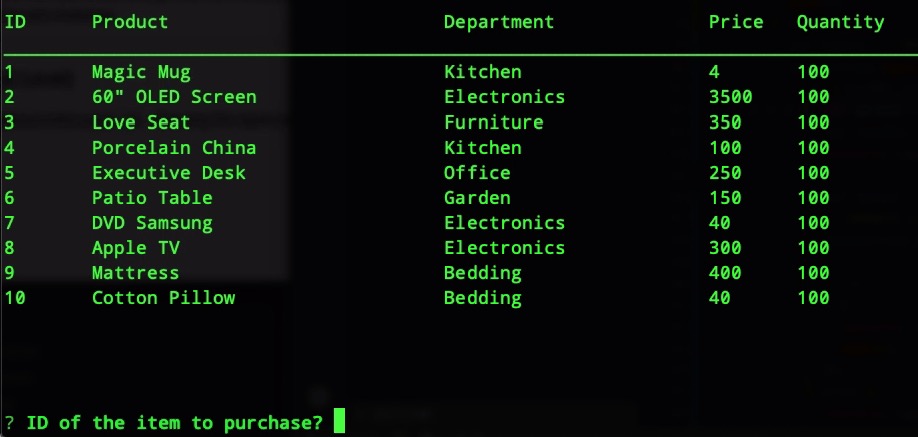 ID Product Department Price Quantity
1 Magic Mug Kitchen 4 100
2 60" OLED Screen Electronics 3500 100
3 Love Seat Furniture 350 100
4 Porcelain China Kitchen 100 100
5 Executive Desk Office 250 100
6 Patio Table Garden 150 100
7 DVD Samsung Electronics 40 100
8 Apple TV Electronics 300 100
9 Mattress Bedding 400 100
10 Cotton Pillow Bedding 40 100
? ID of the item to purchase?